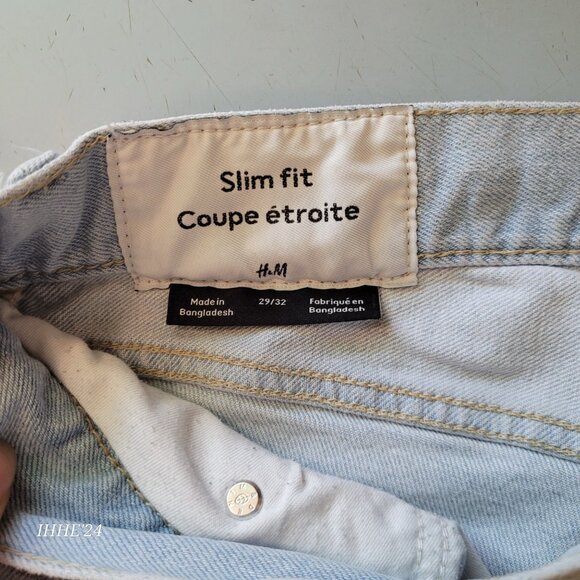 Slim fit
Coupe étroite
H&M
Made in
Bangladesh
29/32
Fabriqué en
Bangladesh
IHHE'24